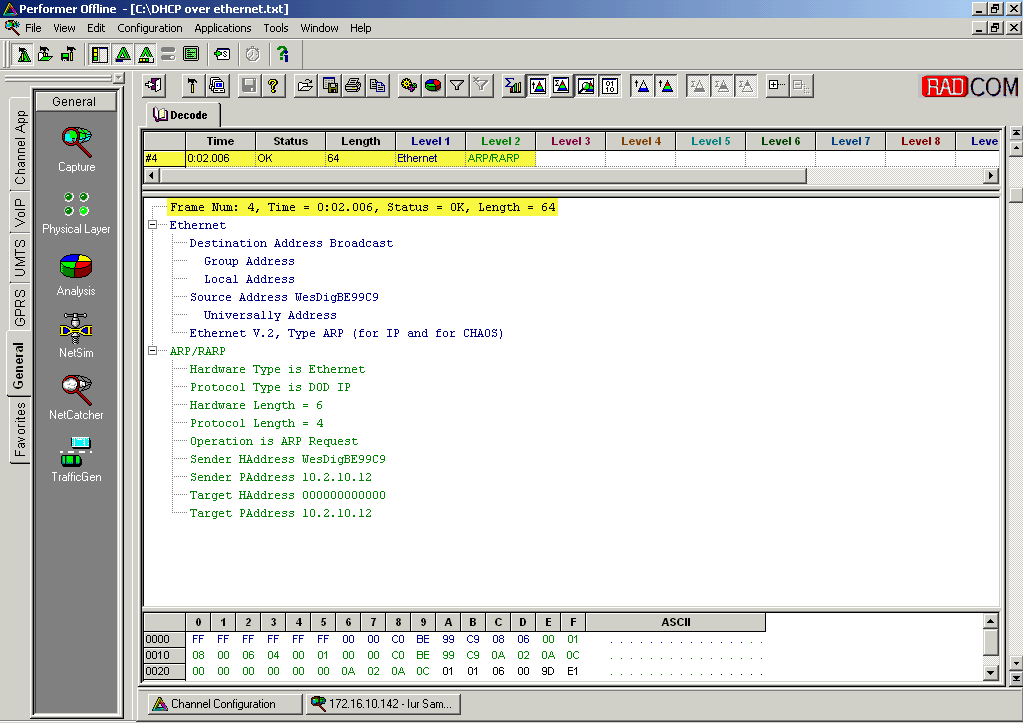 Performer Offline - [C:\DHCP over ethernet.txt]
File View Edit Configuration Applications Tools Window Help
RADCOM
General
Capture
Physical Layer
Analysis
NetSim
NetCatcher
TrafficGen
Channel App
VoIP
UMTS
GPRS
General
Favorites
Decode
Time Status Length Level 1 Level 2 Level 3 Level 4 Level 5 Level 6 Level 7 Level 8 Leve
#4 0:02.006 OK 64 Ethernet ARP/RARP
Frame Num: 4, Time = 0:02.006, Status = OK, Length = 64
Ethernet
Destination Address Broadcast
Group Address
Local Address
Source Address WesDigBE99C9
Universally Address
Ethernet V.2, Type ARP (for IP and for CHAOS)
ARP/RARP
Hardware Type is Ethernet
Protocol Type is DOD IP
Hardware Length = 6
Protocol Length = 4
Operation is ARP Request
Sender HAddress WesDigBE99C9
Sender PAddress 10.2.10.12
Target HAddress 000000000000
Target PAddress 10.2.10.12
0 1 2 3 4 5 6 7 8 9 A B C D E F ASCII
0000 FF FF FF FF FF FF 00 00 C0 BE 99 C9 08 06 00 01 . . . . . . . . . . . . . . . .
0010 08 00 06 04 00 01 00 00 C0 BE 99 C9 0A 02 0A 0C . . . . . . . . . . . . . . . .
0020 00 00 00 00 00 00 0A 02 0A 0C 01 01 06 00 9D E1 . . . . . . . . . . . . . . . .
Channel Configuration
172.16.10.142 - Iur Sam...